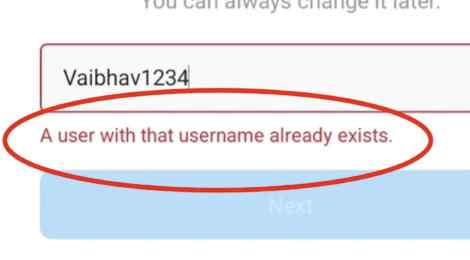 You can always change it later.
Vaibhav1234
A user with that username already exists.
Next